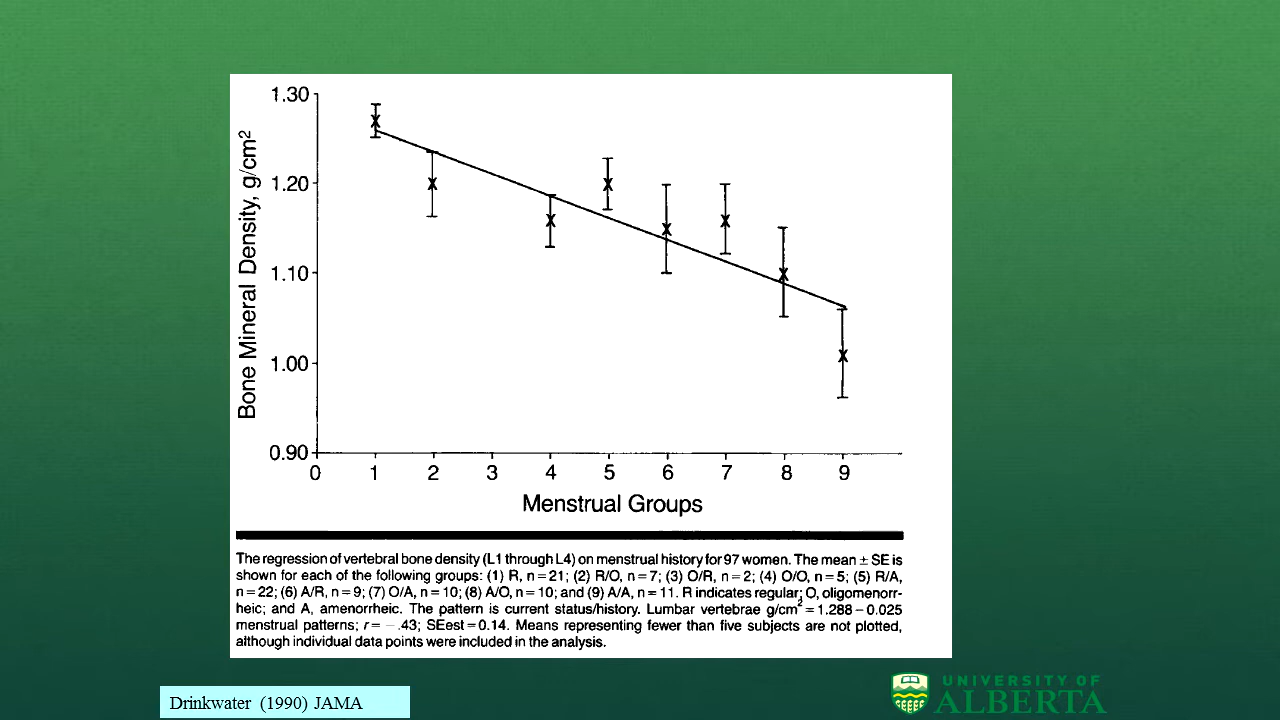 1.30
1.20
1.10
1.00
0.90
Bone Mineral Density, g/cm²
0 1 2 3 4 5 6 7 8 9
Menstrual Groups
The regression of vertebral bone density (L1 through L4) on menstrual history for 97 women. The mean ± SE is
shown for each of the following groups: (1) R, n=21; (2) R/O, n=7; (3) O/R, n=2; (4) O/O, n=5; (5) R/A,
n=22; (6) A/R, n=9; (7) O/A, n=10; (8) A/O, n=10; and (9) A/A, n=11. R indicates regular; O, oligomenorr-
heic; and A, amenorrheic. The pattern is current status/history. Lumbar vertebrae g/cm² = 1.288 − 0.025
menstrual patterns; r= −.43; SEest=0.14. Means representing fewer than five subjects are not plotted,
although individual data points were included in the analysis.
Drinkwater (1990) JAMA
UNIVERSITY OF
ALBERTA